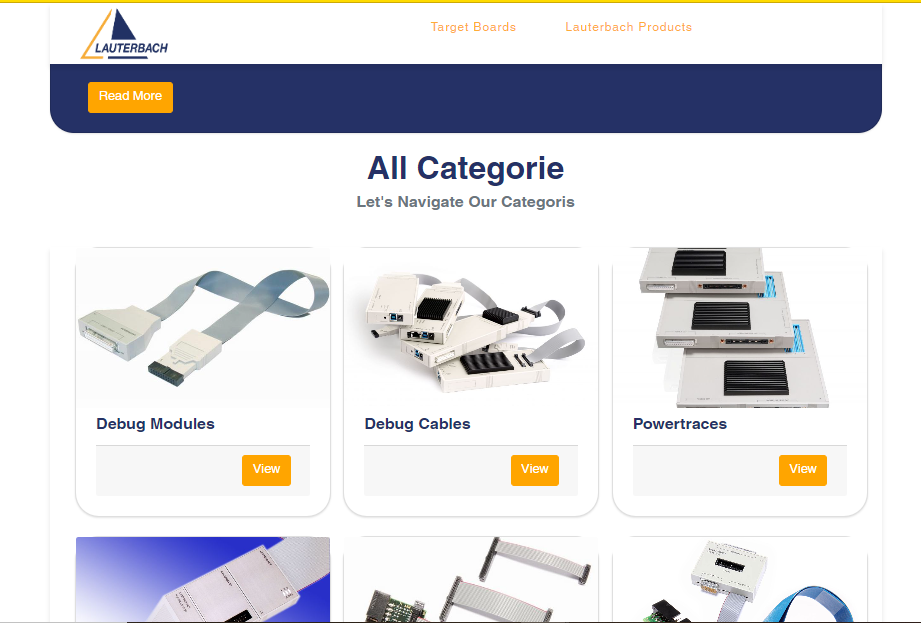 LAUTERBACH
Target Boards
Lauterbach Products
Read More
All Categorie
Let's Navigate Our Categoris
Debug Modules
Debug Cables
Powertraces
View
View
View